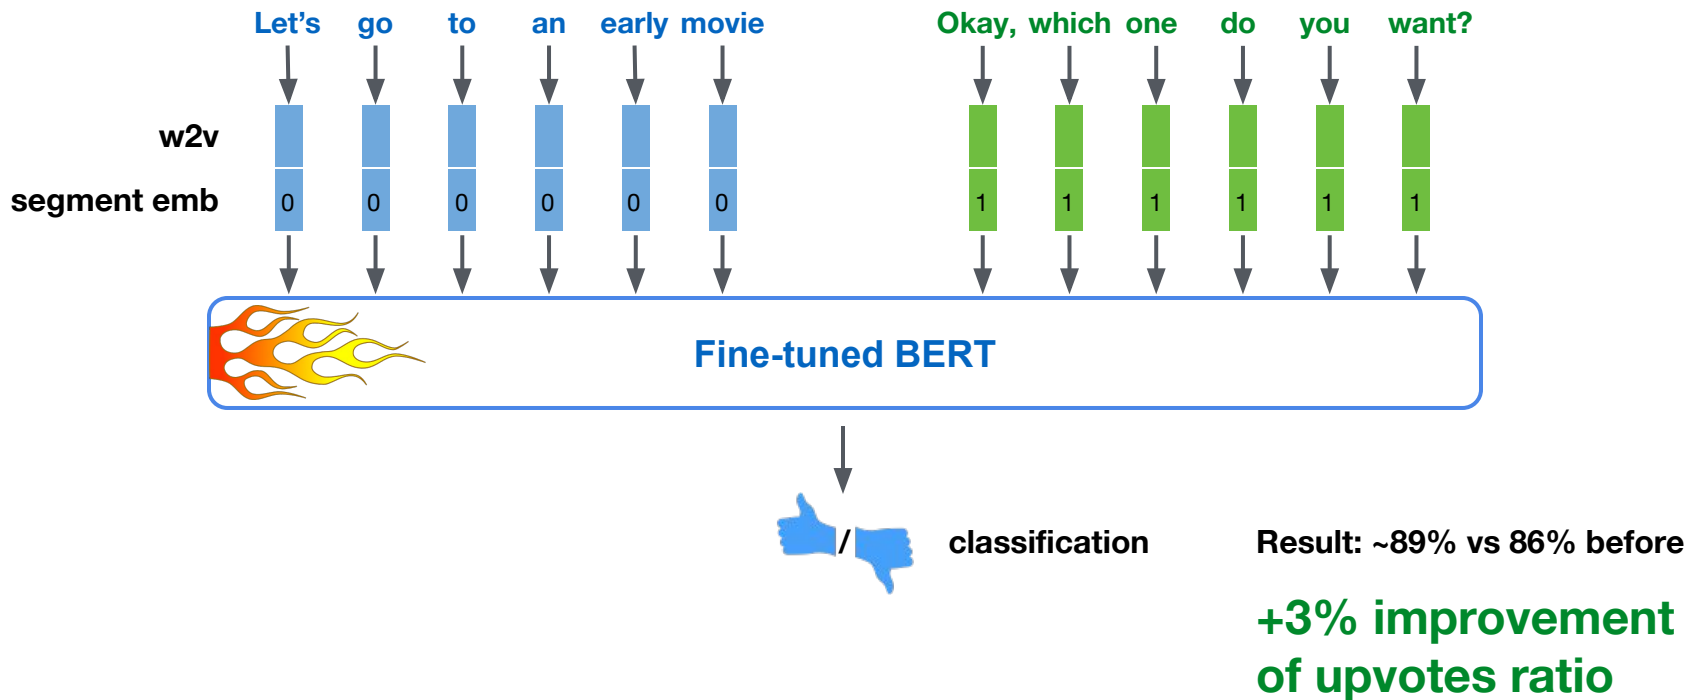 Let's go to an early movie Okay, which one do you want?
w2v
segment emb 0 0 0 0 0 0 1 1 1 1 1 1
Fine-tuned BERT
/ classification Result: ~89% vs 86% before
+3% improvement
of upvotes ratio